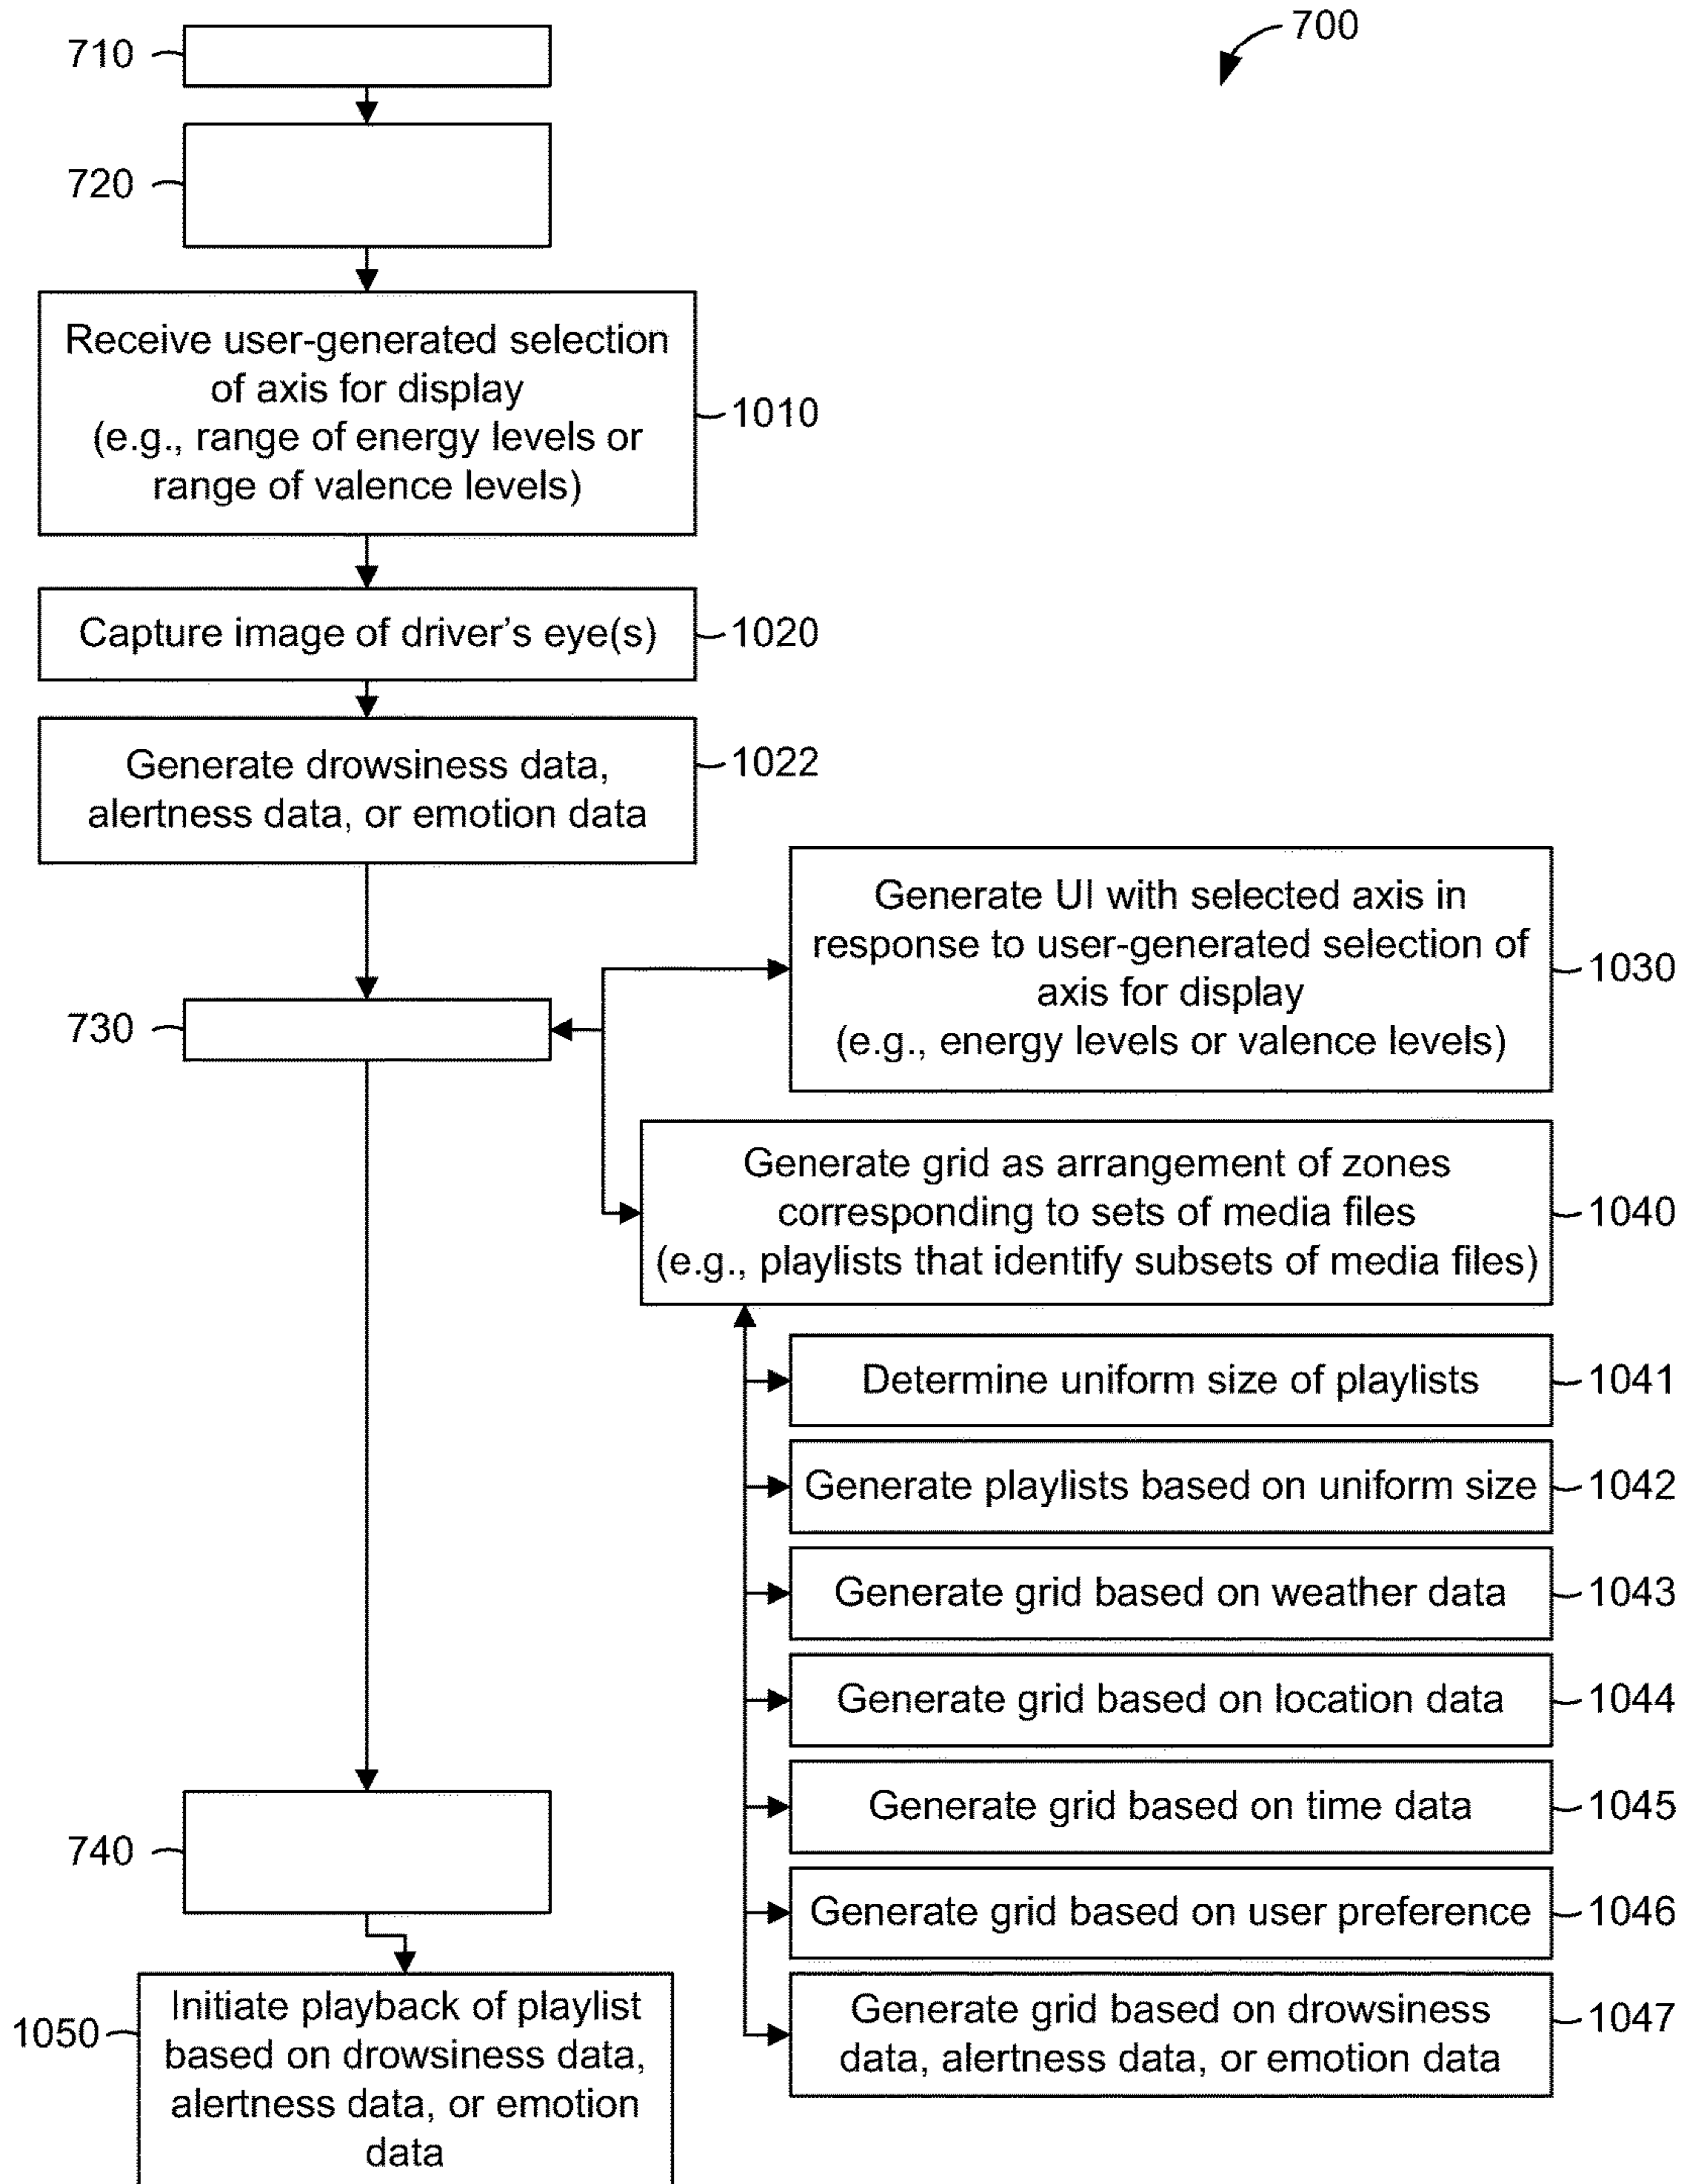 700
710
720
Receive user-generated selection
of axis for display
(e.g., range of energy levels or
range of valence levels)
1010
Capture image of driver's eye(s)
1020
Generate drowsiness data,
alertness data, or emotion data
1022
Generate UI with selected axis in
response to user-generated selection of
axis for display
(e.g., energy levels or valence levels)
1030
730
Generate grid as arrangement of zones
corresponding to sets of media files
(e.g., playlists that identify subsets of media files)
1040
Determine uniform size of playlists
1041
Generate playlists based on uniform size
1042
Generate grid based on weather data
1043
Generate grid based on location data
1044
Generate grid based on time data
1045
740
Generate grid based on user preference
1046
Generate grid based on drowsiness
data, alertness data, or emotion data
1047
1050
Initiate playback of playlist
based on drowsiness data,
alertness data, or emotion
data